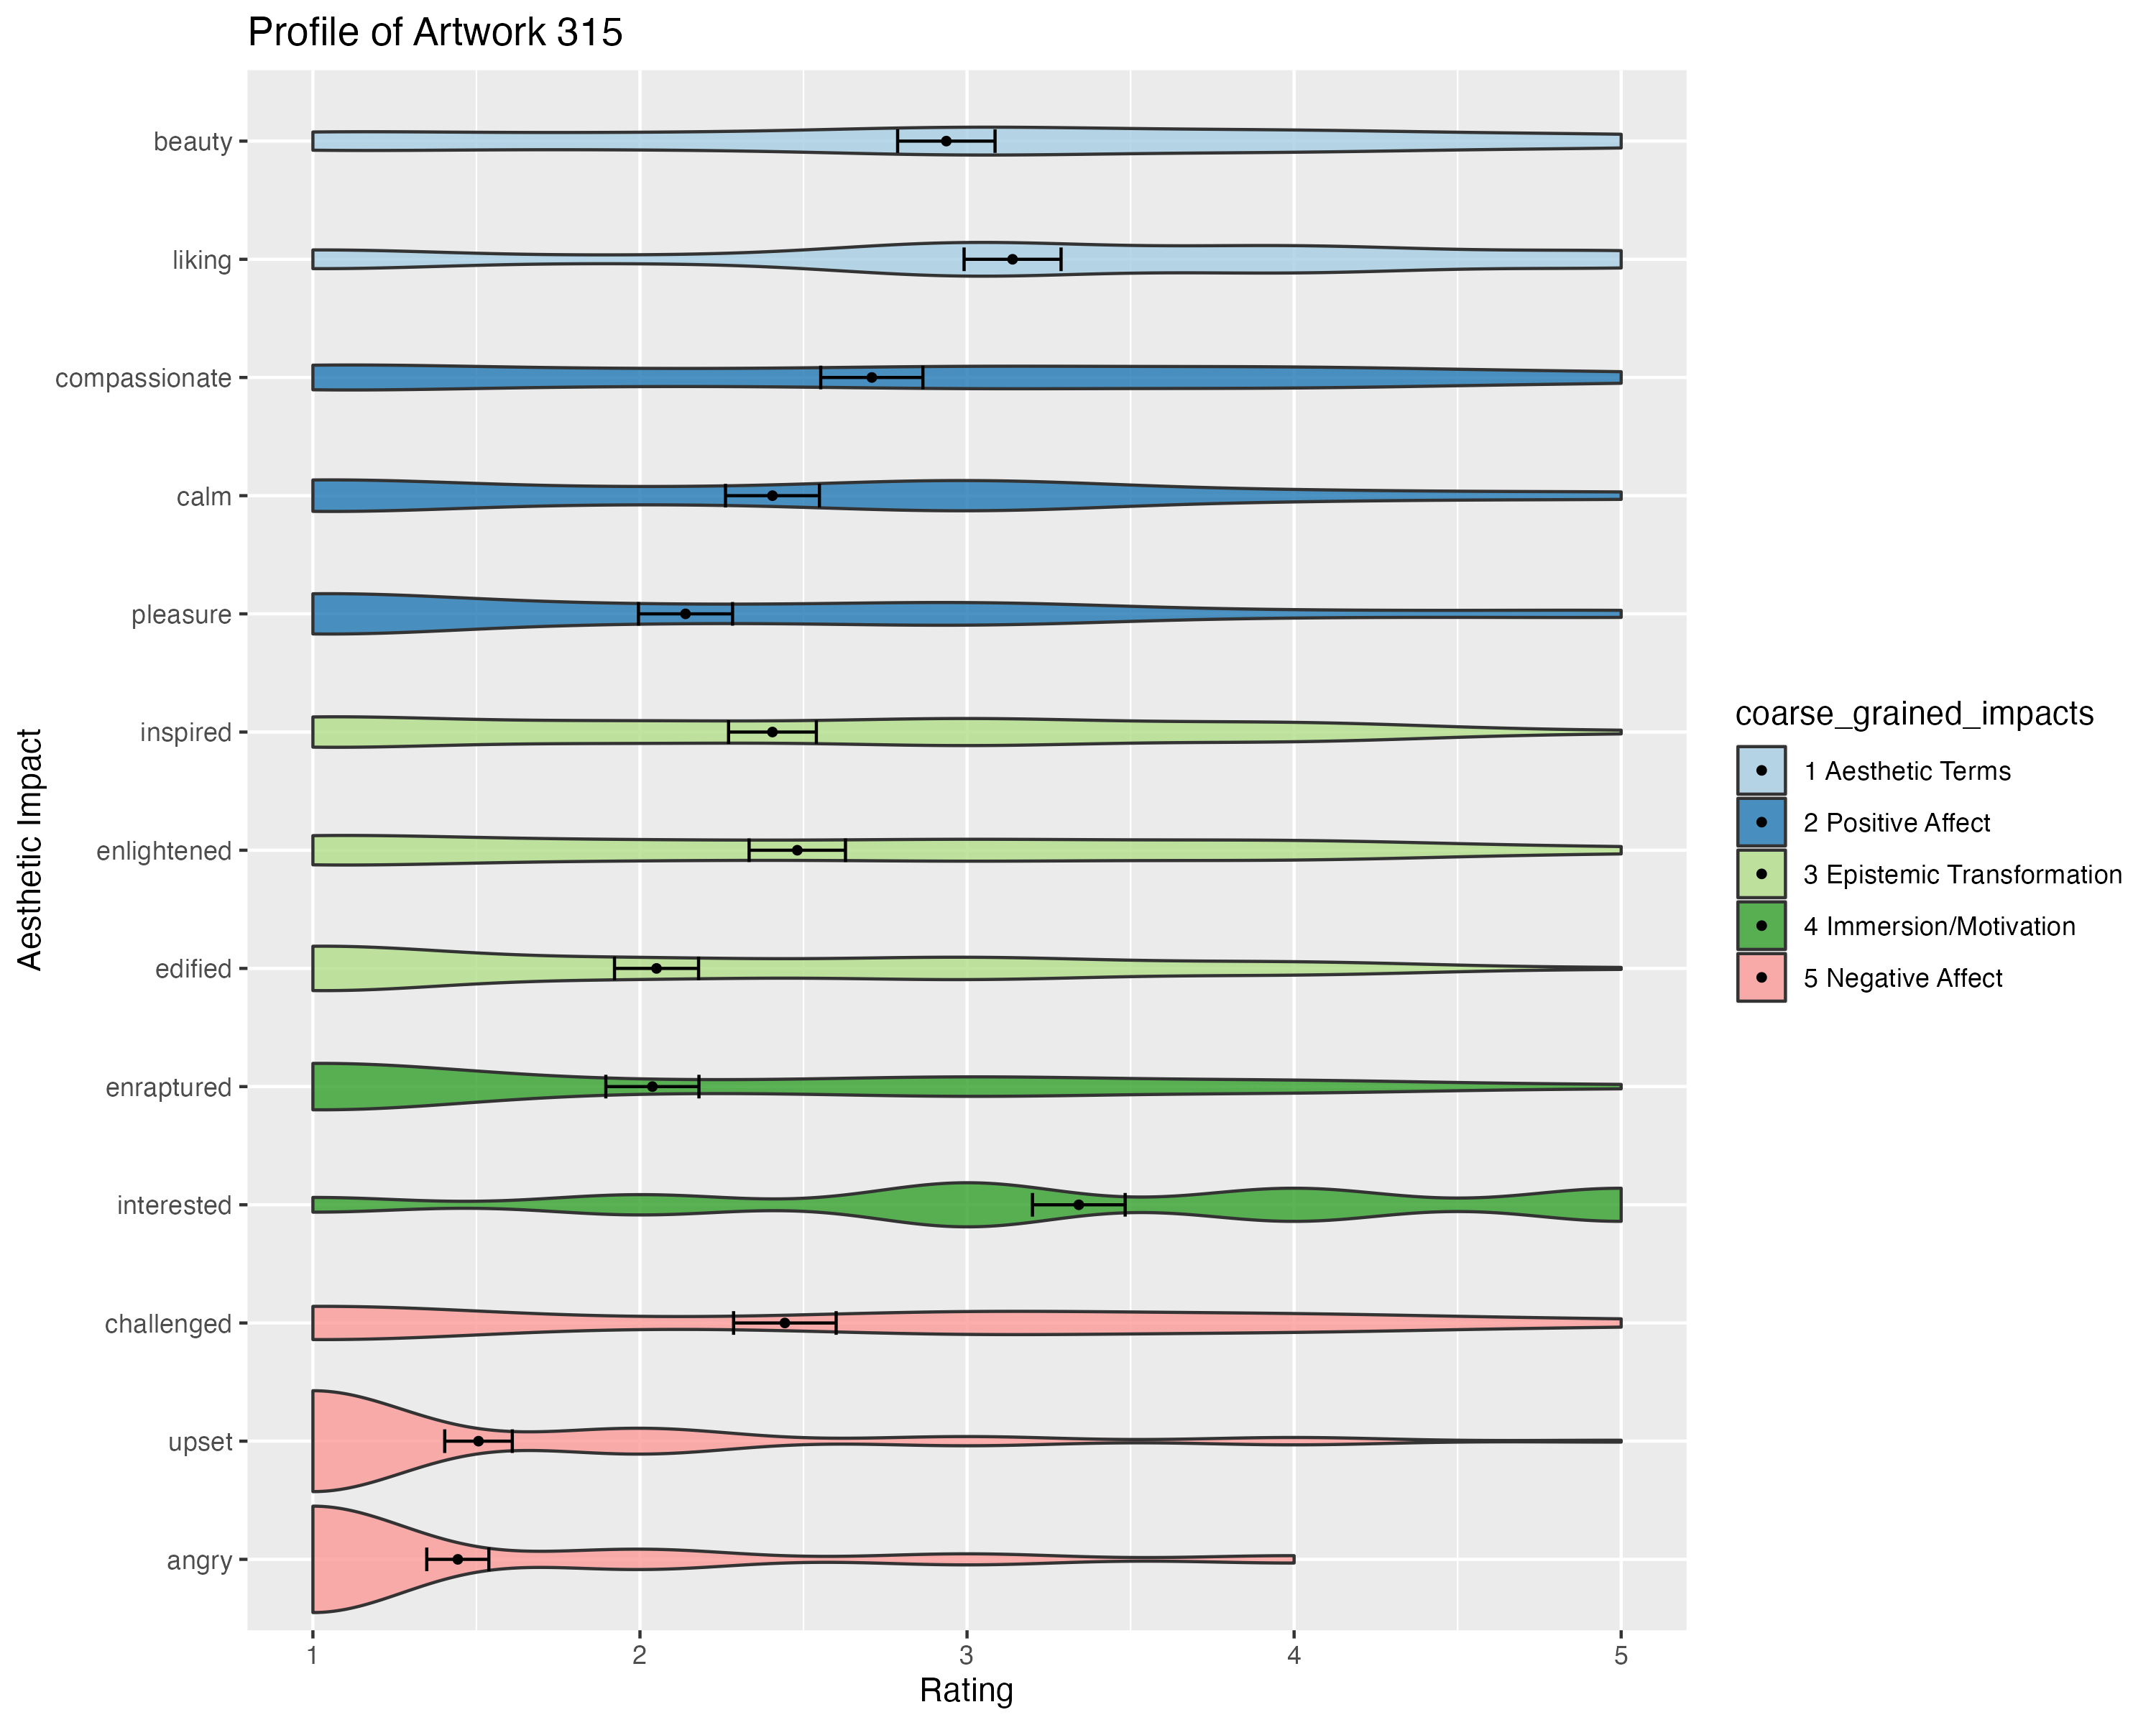 Profile of Artwork 315
Aesthetic Impact
beauty
liking
compassionate
calm
pleasure
inspired
enlightened
edified
enraptured
interested
challenged
upset
angry
1 2 3 4 5
Rating
coarse_grained_impacts
1 Aesthetic Terms
2 Positive Affect
3 Epistemic Transformation
4 Immersion/Motivation
5 Negative Affect